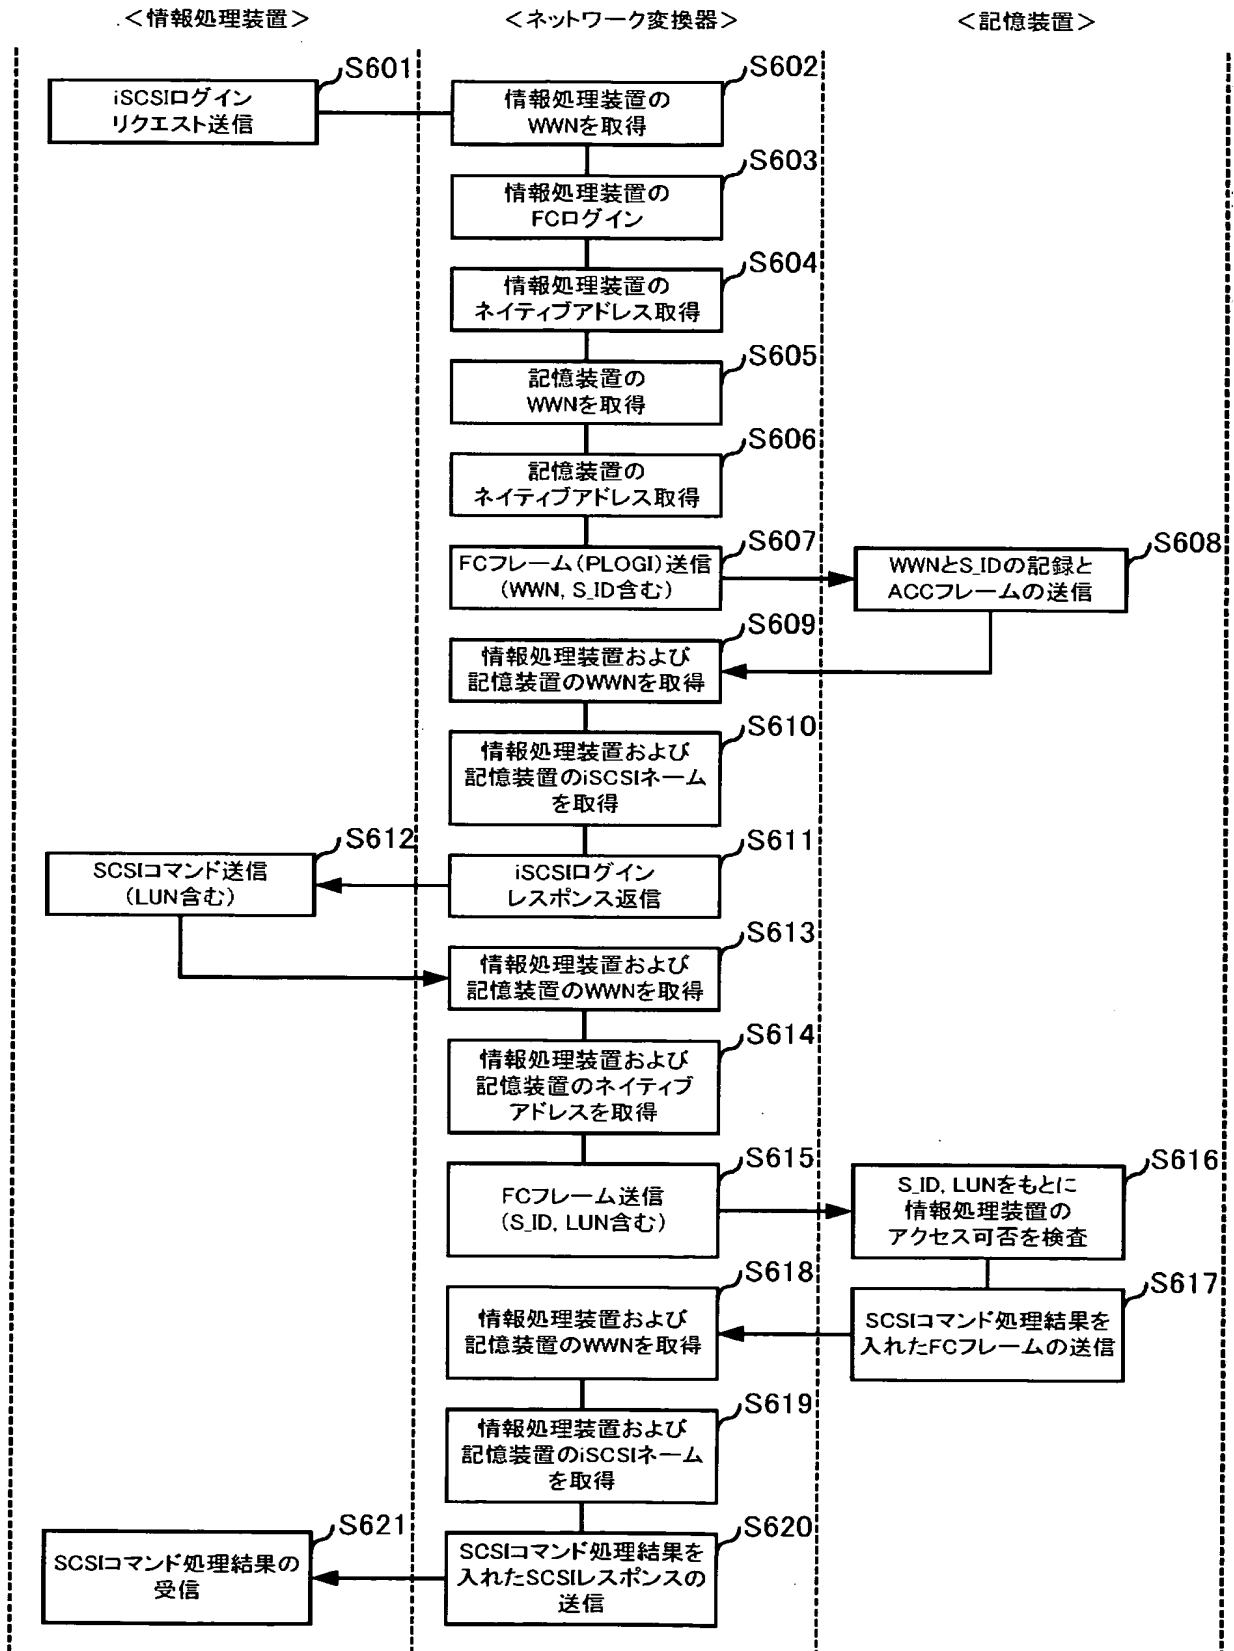 ＜情報処理装置＞
＜ネットワーク変換器＞
＜記憶装置＞
S601
iSCSIログイン
リクエスト送信
S602
情報処理装置の
WWNを取得
S603
情報処理装置の
FCログイン
S604
情報処理装置の
ネイティブアドレス取得
S605
記憶装置の
WWNを取得
S606
記憶装置の
ネイティブアドレス取得
S607
FCフレーム(PLOGI)送信
(WWN, S_ID含む)
S608
WWNとS_IDの記録と
ACCフレームの送信
S609
情報処理装置および
記憶装置のWWNを取得
S610
情報処理装置および
記憶装置のiSCSIネーム
を取得
S611
iSCSIログイン
レスポンス返信
S612
SCSIコマンド送信
(LUN含む)
S613
情報処理装置および
記憶装置のWWNを取得
S614
情報処理装置および
記憶装置のネイティブ
アドレスを取得
S615
FCフレーム送信
(S_ID, LUN含む)
S616
S_ID, LUNをもとに
情報処理装置の
アクセス可否を検査
S617
SCSIコマンド処理結果を
入れたFCフレームの送信
S618
情報処理装置および
記憶装置のWWNを取得
S619
情報処理装置および
記憶装置のiSCSIネーム
を取得
S620
SCSIコマンド処理結果を
入れたSCSIレスポンスの
送信
S621
SCSIコマンド処理結果の
受信